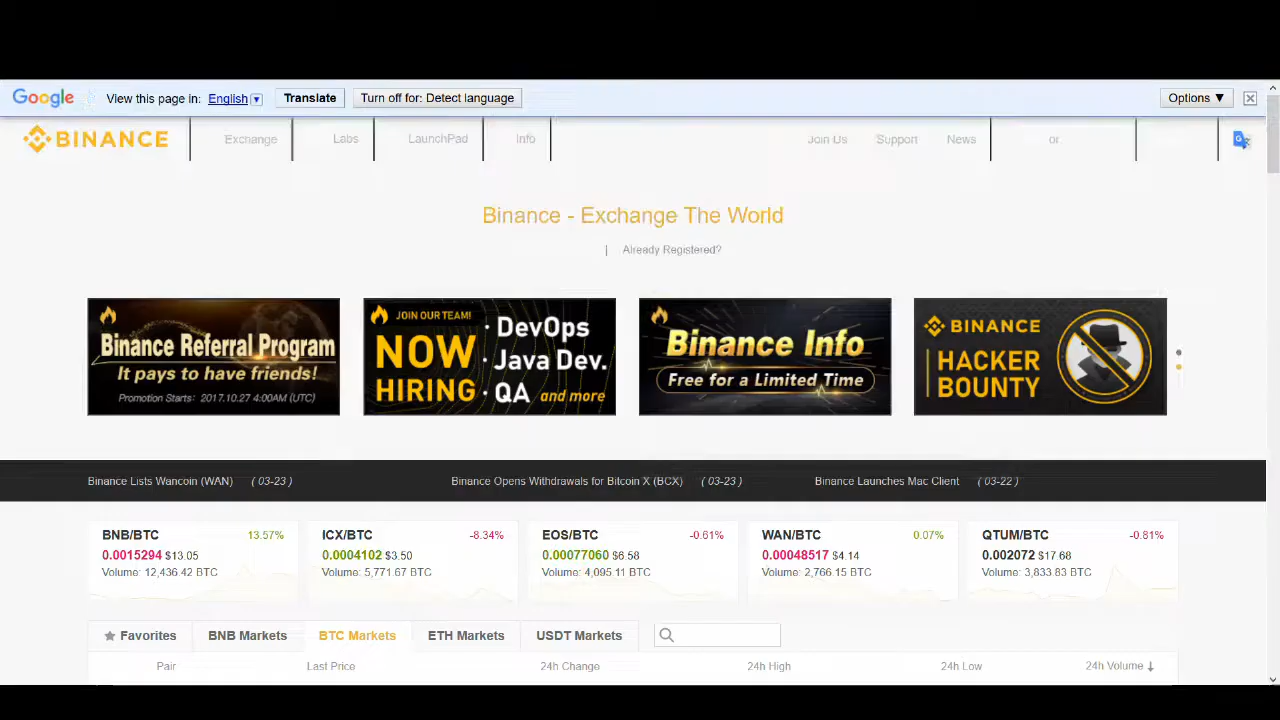 Google View this page in: English Translate Turn off for: Detect language Options ▼
BINANCE Exchange Labs LaunchPad Info Join Us Support News or
Binance - Exchange The World
| Already Registered?
Binance Referral Program
It pays to have friends!
Promotion Starts: 2017.10.27 4:00AM (UTC)
JOIN OUR TEAM!
NOW
HIRING
· DevOps
· Java Dev.
· QA and more
Binance Info
Free for a Limited Time
BINANCE
HACKER
BOUNTY
Binance Lists Wancoin (WAN) ( 03-23 ) Binance Opens Withdrawals for Bitcoin X (BCX) ( 03-23 ) Binance Launches Mac Client ( 03-22 )
BNB/BTC 13.57%
0.0015294 $13.05
Volume: 12,436.42 BTC
ICX/BTC -8.34%
0.0004102 $3.50
Volume: 5,771.67 BTC
EOS/BTC -0.61%
0.00077060 $6.58
Volume: 4,095.11 BTC
WAN/BTC 0.07%
0.00048517 $4.14
Volume: 2,766.15 BTC
QTUM/BTC -0.81%
0.002072 $17.68
Volume: 3,833.83 BTC
Favorites BNB Markets BTC Markets ETH Markets USDT Markets
Pair Last Price 24h Change 24h High 24h Low 24h Volume